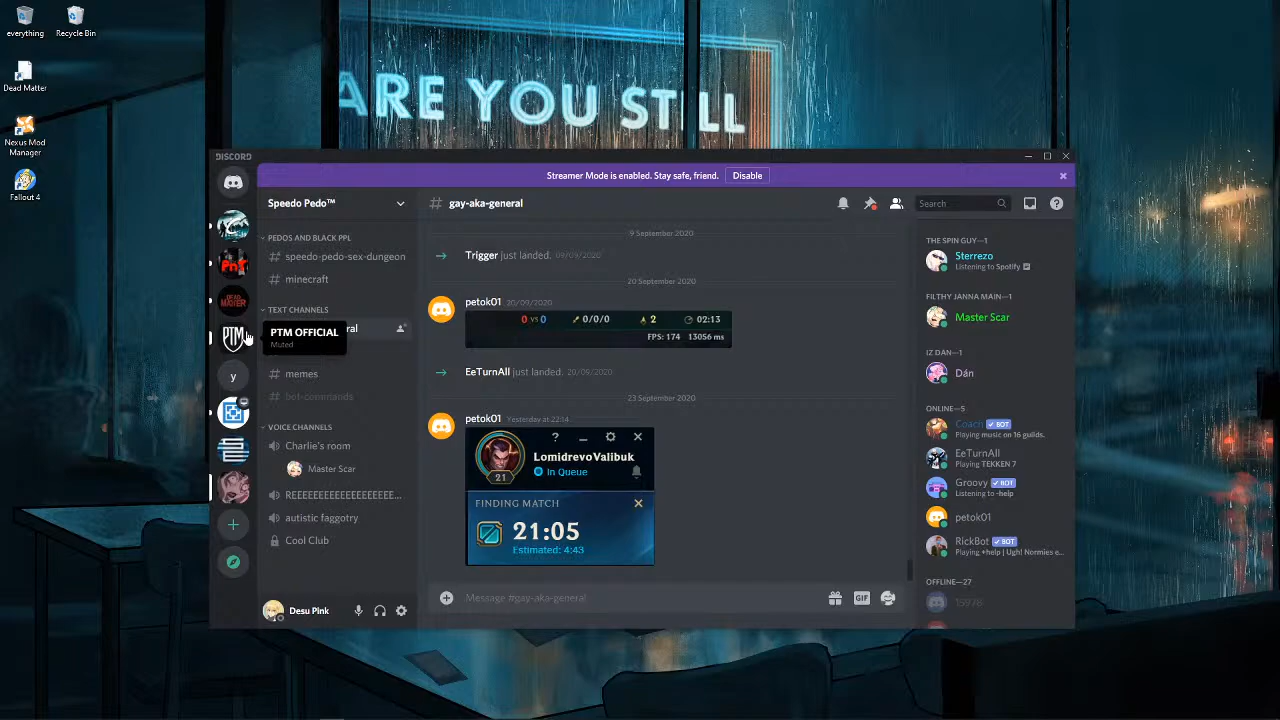 everything
Recycle Bin
Dead Matter
Nexus Mod
Manager
Fallout 4
ARE YOU STILL
DISCORD
Streamer Mode is enabled. Stay safe, friend.
Disable
Speedo Pedo™
# gay-aka-general
Search
PEDOS AND BLACK PPL
# speedo-pedo-sex-dungeon
# minecraft
TEXT CHANNELS
PTM OFFICIAL
Muted
# memes
# bot-commands
VOICE CHANNELS
Charlie's room
Master Scar
REEEEEEEEEEEEEEEEEEEE...
autistic faggotry
Cool Club
Desu Pink
DEAD
MATTER
PTM
y
9 September 2020
Trigger just landed. 09/09/2020
20 September 2020
petok01 20/09/2020
0 vs 0 0/0/0 2 02:13
FPS: 174 13056 ms
EeTurnAll just landed. 20/09/2020
23 September 2020
petok01 Yesterday at 22:14
LomidrevoValibuk
In Queue
21
FINDING MATCH
21:05
Estimated: 4:43
Message #gay-aka-general
GIF
THE SPIN GUY—1
Sterrezo
Listening to Spotify
FILTHY JANNA MAIN—1
Master Scar
IZ DAN—1
Dán
ONLINE—5
Coach BOT
Playing music on 16 guilds.
EeTurnAll
Playing TEKKEN 7
Groovy BOT
Listening to -help
petok01
RickBot BOT
Playing +help | Ugh! Normies e...
OFFLINE—27
15978